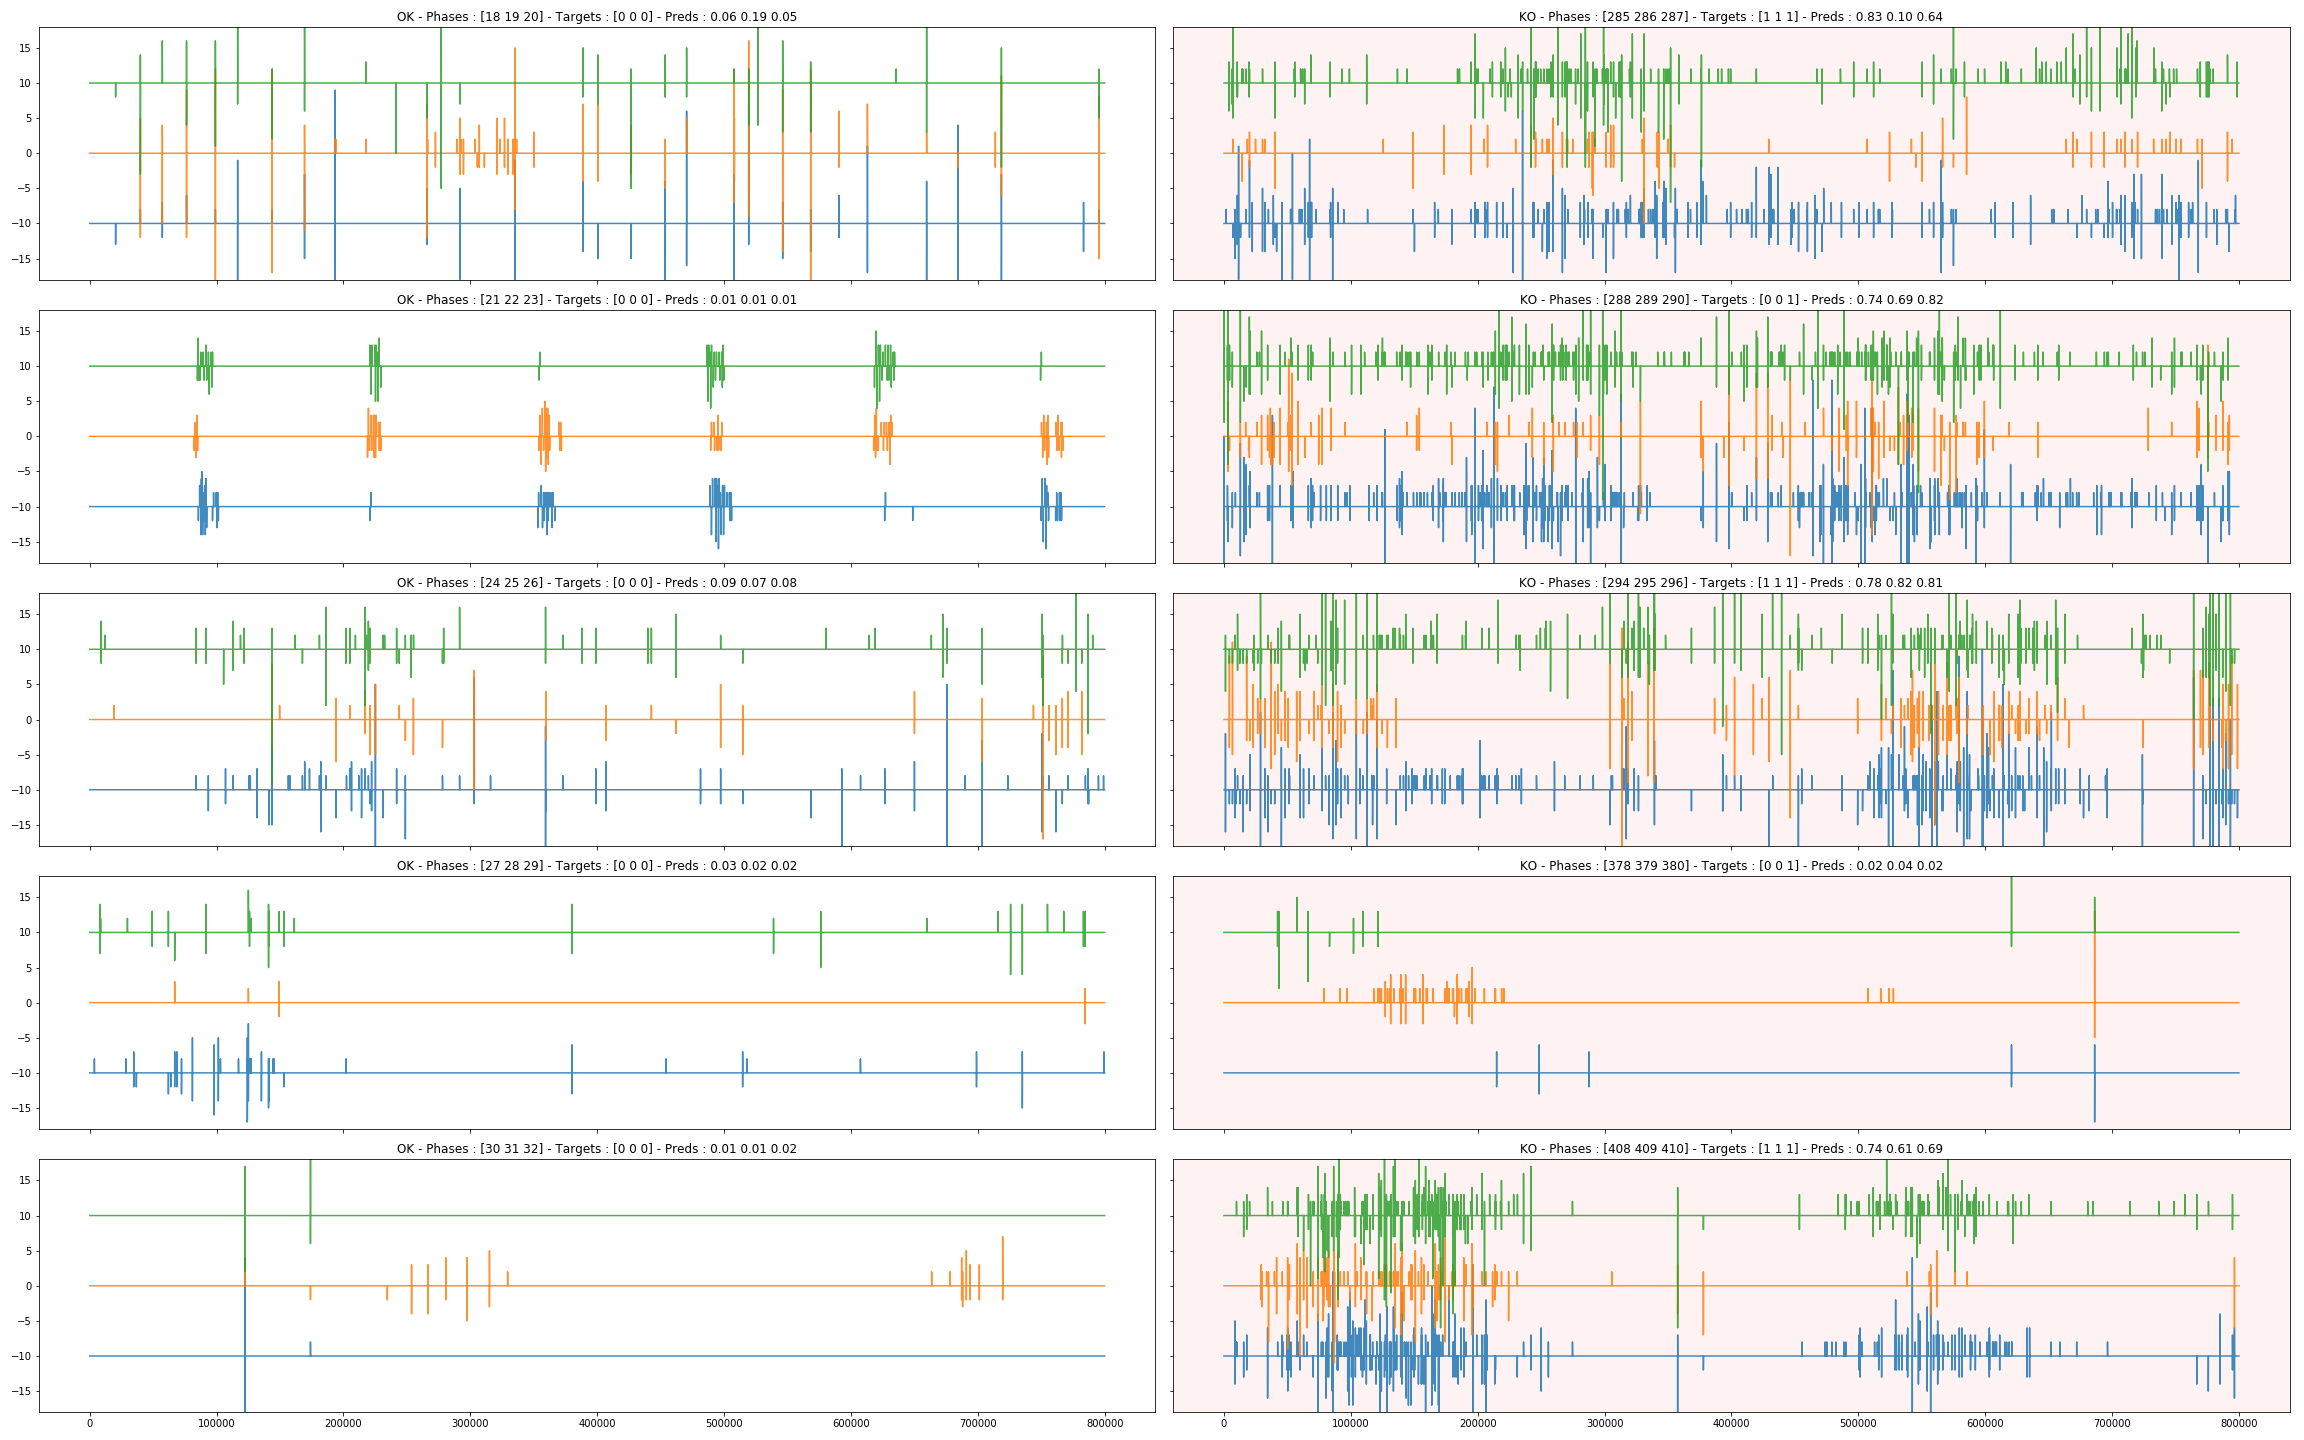 OK - Phases : [18 19 20] - Targets : [0 0 0] - Preds : 0.06 0.19 0.05
KO - Phases : [285 286 287] - Targets : [1 1 1] - Preds : 0.83 0.10 0.64
15
10
5
0
−5
−10
−15
OK - Phases : [21 22 23] - Targets : [0 0 0] - Preds : 0.01 0.01 0.01
KO - Phases : [288 289 290] - Targets : [0 0 1] - Preds : 0.74 0.69 0.82
15
10
5
0
−5
−10
−15
OK - Phases : [24 25 26] - Targets : [0 0 0] - Preds : 0.09 0.07 0.08
KO - Phases : [294 295 296] - Targets : [1 1 1] - Preds : 0.78 0.82 0.81
15
10
5
0
−5
−10
−15
OK - Phases : [27 28 29] - Targets : [0 0 0] - Preds : 0.03 0.02 0.02
KO - Phases : [378 379 380] - Targets : [0 0 1] - Preds : 0.02 0.04 0.02
15
10
5
0
−5
−10
−15
OK - Phases : [30 31 32] - Targets : [0 0 0] - Preds : 0.01 0.01 0.02
KO - Phases : [408 409 410] - Targets : [1 1 1] - Preds : 0.74 0.61 0.69
15
10
5
0
−5
−10
−15
0 100000 200000 300000 400000 500000 600000 700000 800000
0 100000 200000 300000 400000 500000 600000 700000 800000